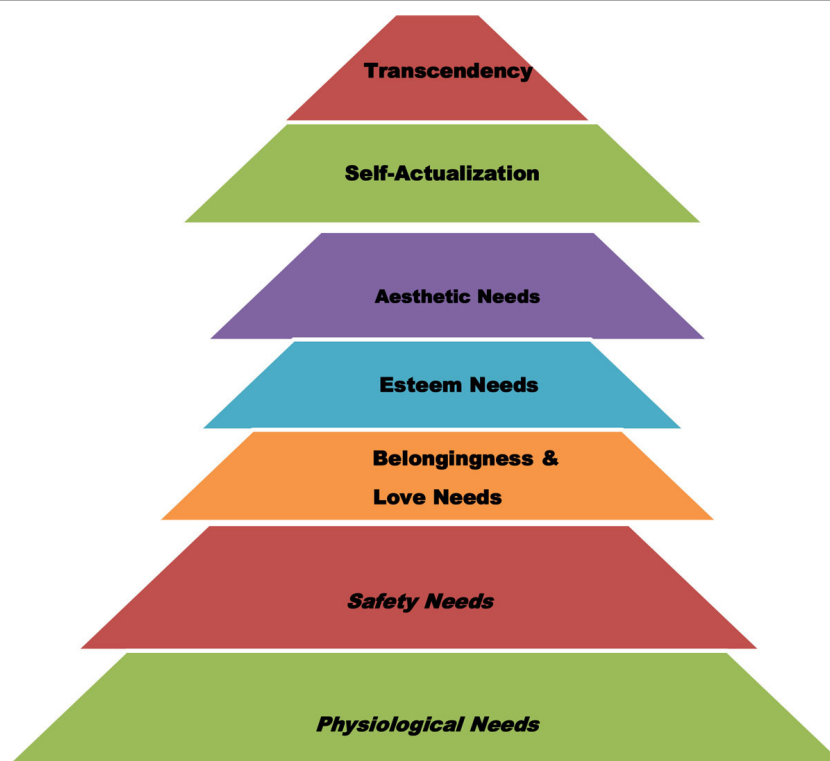 Transcendency
Self-Actualization
Aesthetic Needs
Esteem Needs
Belongingness &
Love Needs
Safety Needs
Physiological Needs